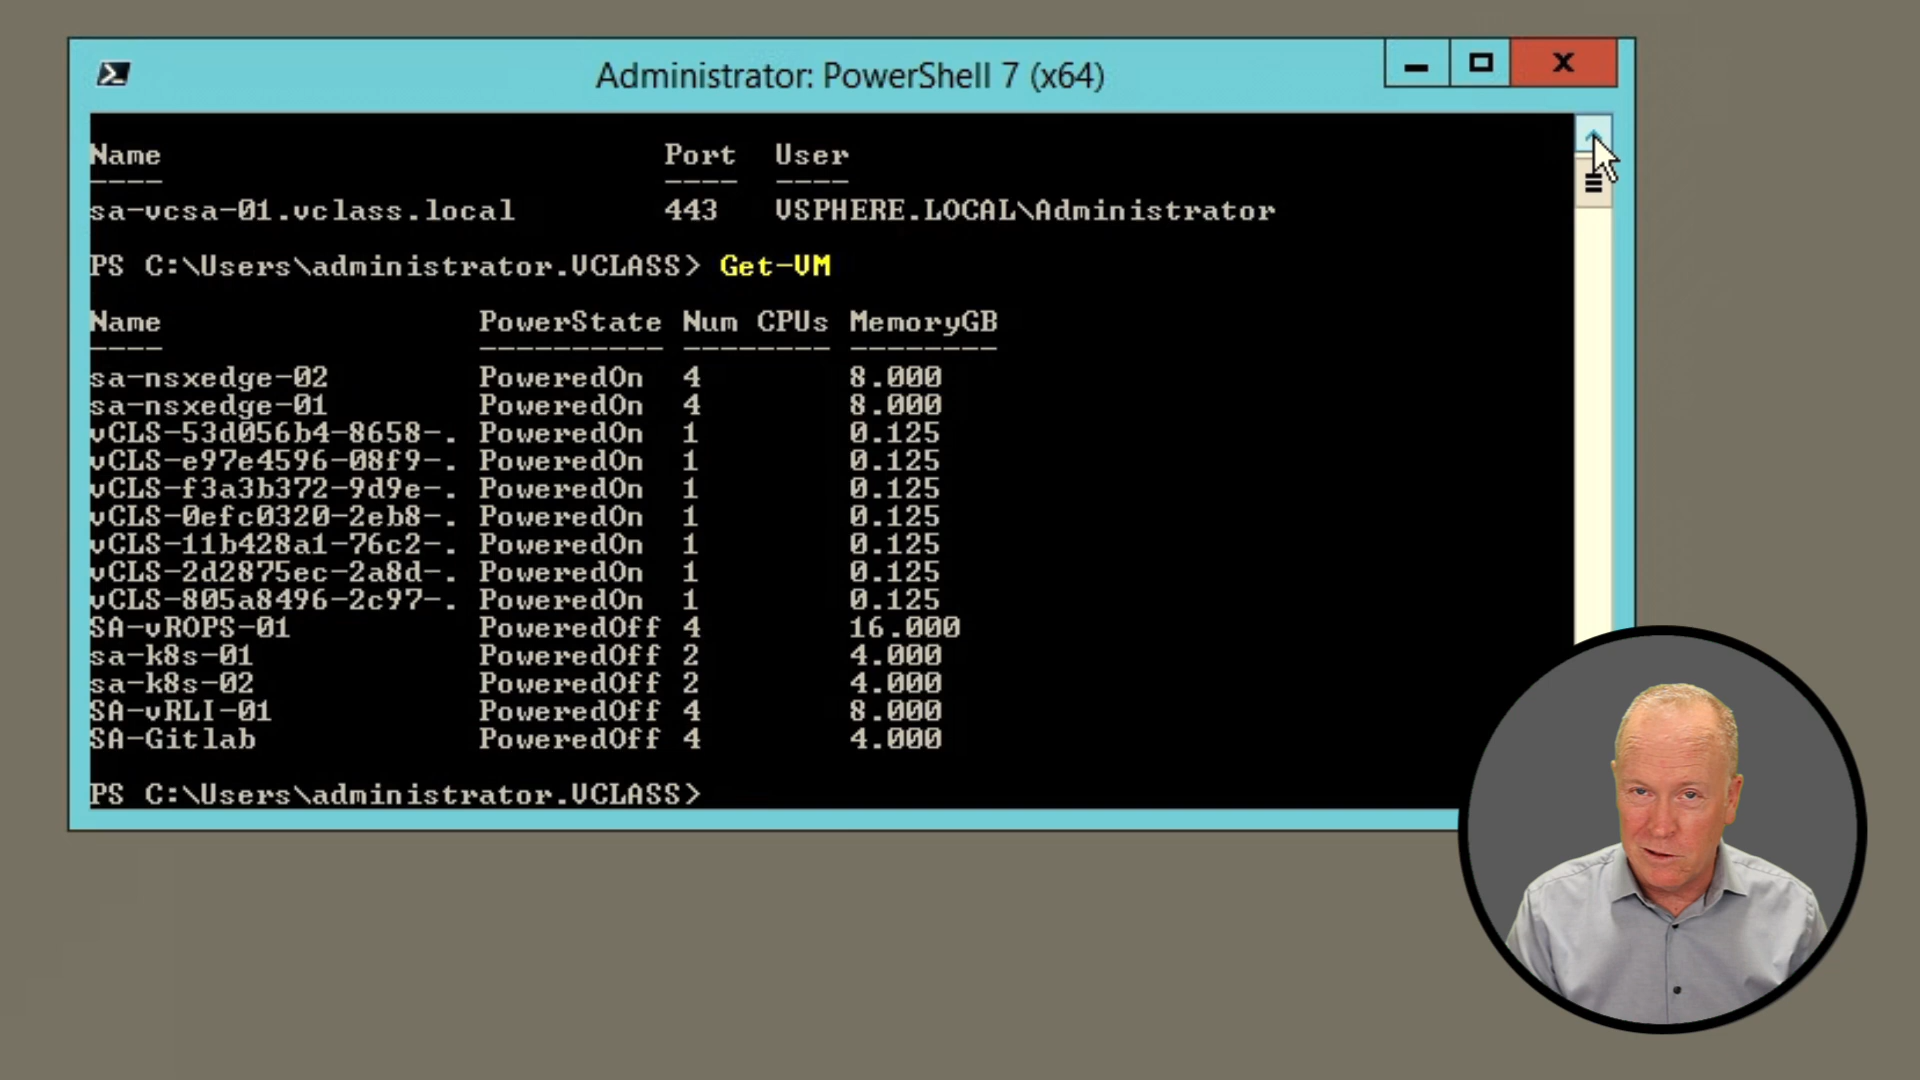 Administrator: PowerShell 7 (x64)
Name Port User
---- ---- ----
sa-vcsa-01.vclass.local 443 VSPHERE.LOCAL\Administrator
PS C:\Users\administrator.VCLASS> Get-VM
Name PowerState Num CPUs MemoryGB
---- ---------- -------- --------
sa-nsxedge-02 PoweredOn 4 8.000
sa-nsxedge-01 PoweredOn 4 8.000
vCLS-53d056b4-8658-. PoweredOn 1 0.125
vCLS-e97e4596-08f9-. PoweredOn 1 0.125
vCLS-f3a3b372-9d9e-. PoweredOn 1 0.125
vCLS-0efc0320-2eb8-. PoweredOn 1 0.125
vCLS-11b428a1-76c2-. PoweredOn 1 0.125
vCLS-2d2875ec-2a8d-. PoweredOn 1 0.125
vCLS-805a8496-2c97-. PoweredOn 1 0.125
SA-vROPS-01 PoweredOff 4 16.000
sa-k8s-01 PoweredOff 2 4.000
sa-k8s-02 PoweredOff 2 4.000
SA-vRLI-01 PoweredOff 4 8.000
SA-Gitlab PoweredOff 4 4.000
PS C:\Users\administrator.VCLASS>